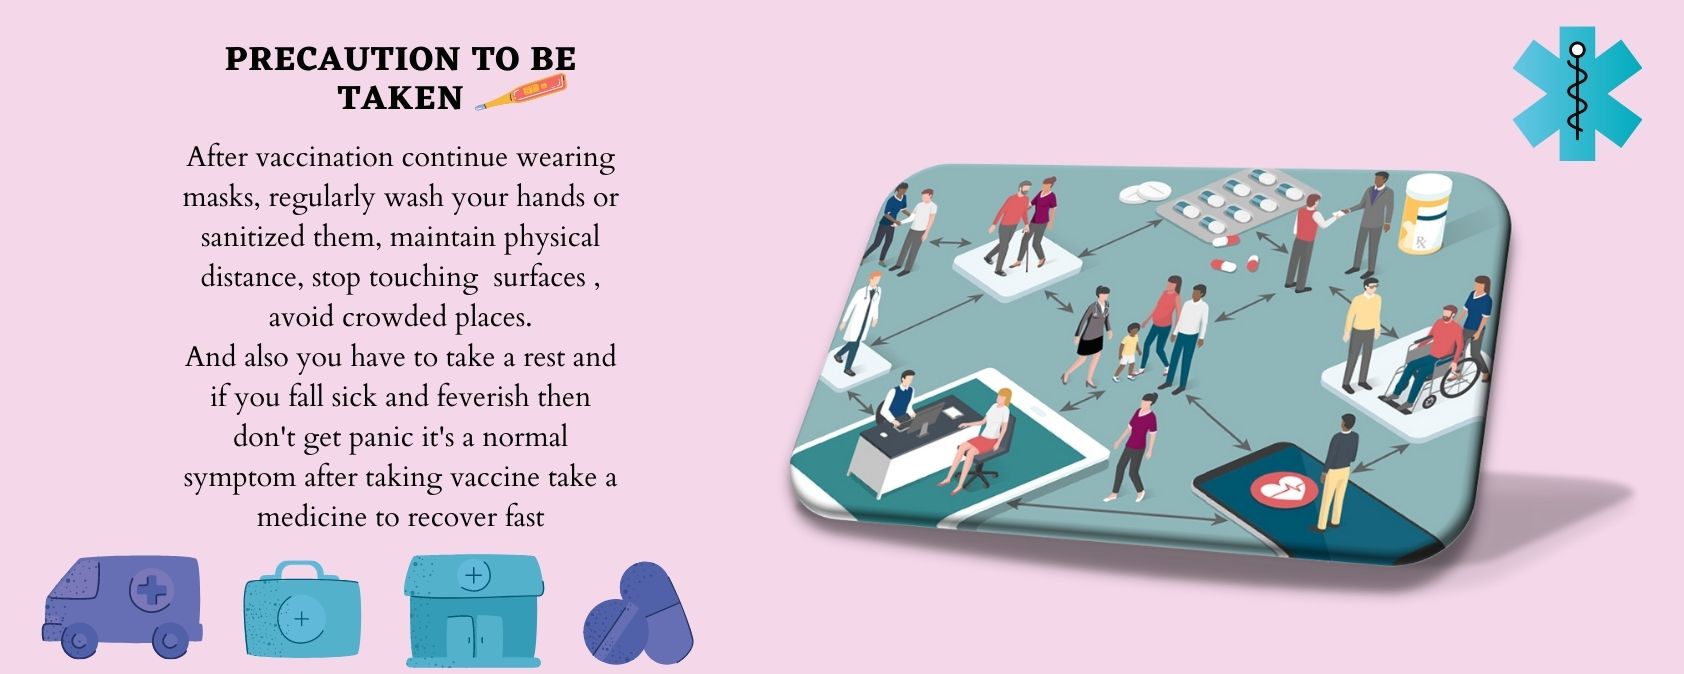 PRECAUTION TO BE
TAKEN
After vaccination continue wearing
masks, regularly wash your hands or
sanitized them, maintain physical
distance, stop touching  surfaces ,
avoid crowded places.
And also you have to take a rest and
if you fall sick and feverish then
don't get panic it's a normal
symptom after taking vaccine take a
medicine to recover fast
Rx